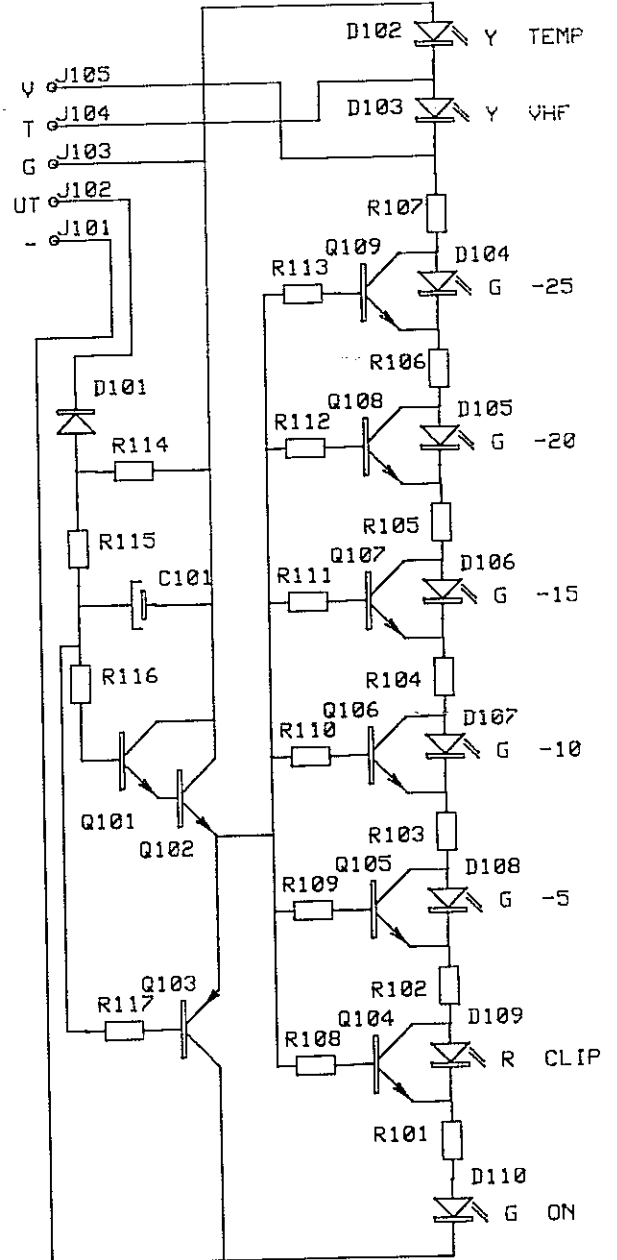 D102 Y TEMP
V J105
D103 Y VHF
T J104
G J103
UT J102
- J101
R107
Q109 D104
R113 G -25
R106
D101 Q108 D105
R112 G -20
R114
R105
R115 Q107 D106
C101 R111 G -15
R104
R116 Q106 D107
R110 G -10
Q101 R103
Q102 Q105 D108
R109 G -5
Q103 R102
R117 Q104 D109
R108 R CLIP
R101
D110
G ON